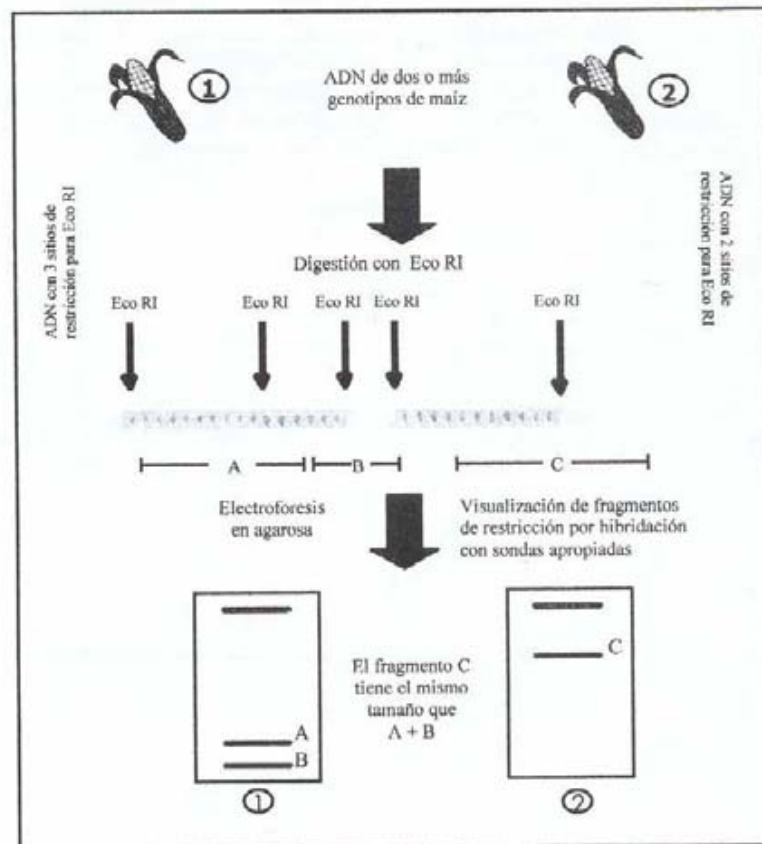 1
ADN de dos o más
genotipos de maíz
2
ADN con 3 sitios de
restricción para Eco RI
ADN con 2 sitios de
restricción para Eco RI
Digestión con Eco RI
Eco RI
Eco RI
Eco RI
Eco RI
Eco RI
A
B
C
Electroforesis
en agarosa
Visualización de fragmentos
de restricción por hibridación
con sondas apropiadas
El fragmento C
tiene el mismo
tamaño que
A + B
A
B
C
1
2